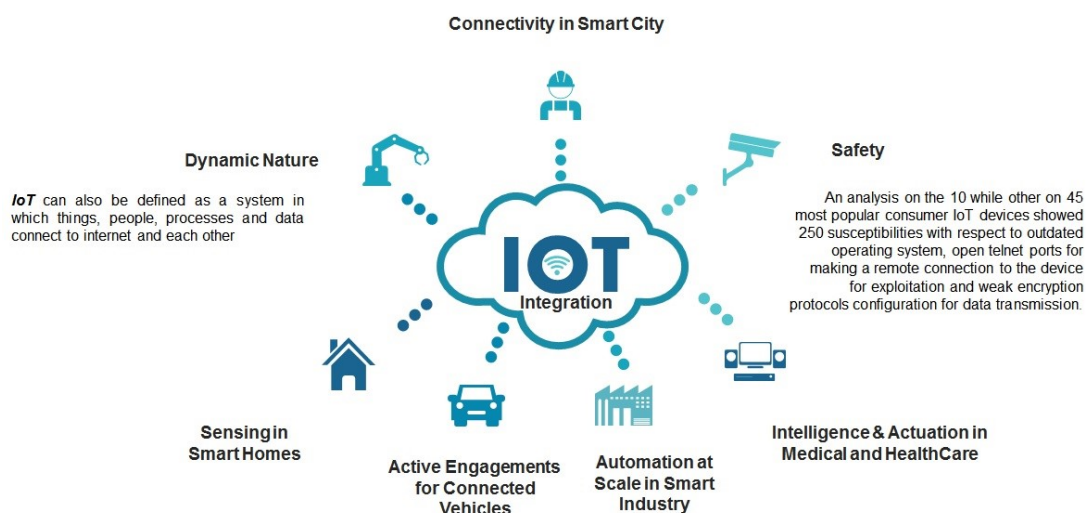 Connectivity in Smart City
Dynamic Nature
IoT can also be defined as a system in
which things, people, processes and data
connect to internet and each other
Safety
An analysis on the 10 while other on 45
most popular consumer IoT devices showed
250 susceptibilities with respect to outdated
operating system, open telnet ports for
making a remote connection to the device
for exploitation and weak encryption
protocols configuration for data transmission.
IOT
Integration
Sensing in
Smart Homes
Active Engagements
for Connected
Vehicles
Automation at
Scale in Smart
Industry
Intelligence & Actuation in
Medical and HealthCare